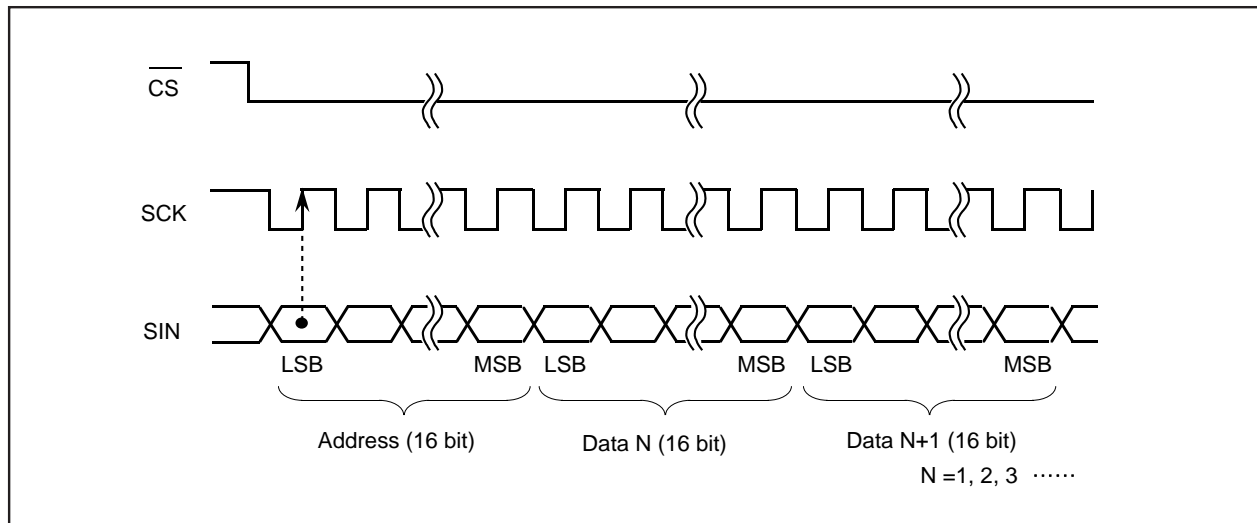 CS
SCK
SIN
LSB MSB LSB MSB LSB MSB
Address (16 bit) Data N (16 bit) Data N+1 (16 bit)
N =1, 2, 3 ⋯⋯